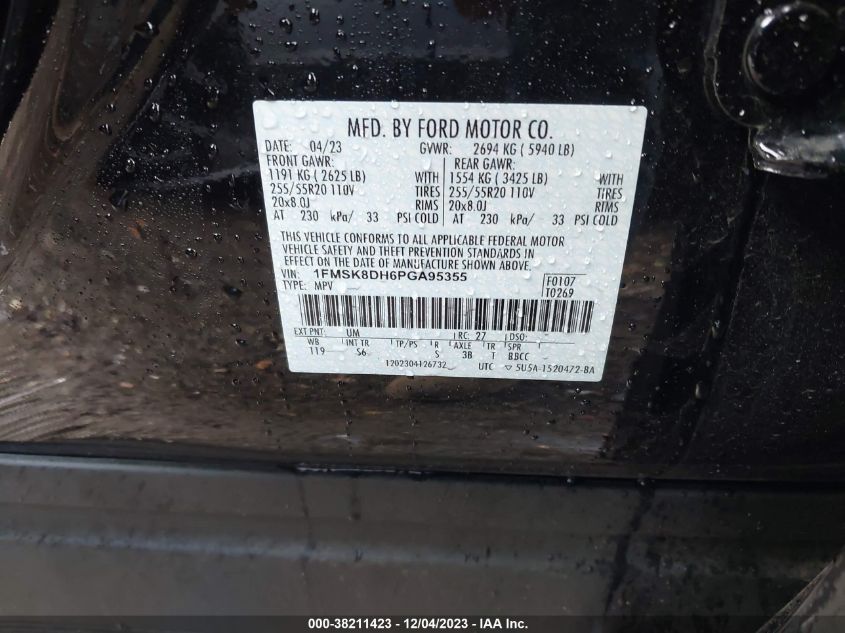 MFD. BY FORD MOTOR CO.
DATE: 04/23 GVWR: 2694 KG ( 5940 LB)
FRONT GAWR: REAR GAWR:
1191 KG ( 2625 LB) WITH 1554 KG ( 3425 LB) WITH
255/55R20 110V TIRES 255/55R20 110V TIRES
20x8.0J RIMS 20x8.0J RIMS
AT 230 kPa/ 33 PSI COLD AT 230 kPa/ 33 PSI COLD
THIS VEHICLE CONFORMS TO ALL APPLICABLE FEDERAL MOTOR
VEHICLE SAFETY AND THEFT PREVENTION STANDARDS IN
EFFECT ON THE DATE OF MANUFACTURE SHOWN ABOVE.
VIN: 1FMSK8DH6PGA95355 F0107
TYPE: MPV T0269
EXT PNT: UM RC: 27 DSO:
WB INT TR TP/PS R AXLE TR SPR
119 S6 S 3B T BBCC
1202304126732 UTC ▽ 5U5A-1520472-BA
000-38211423 - 12/04/2023 - IAA Inc.